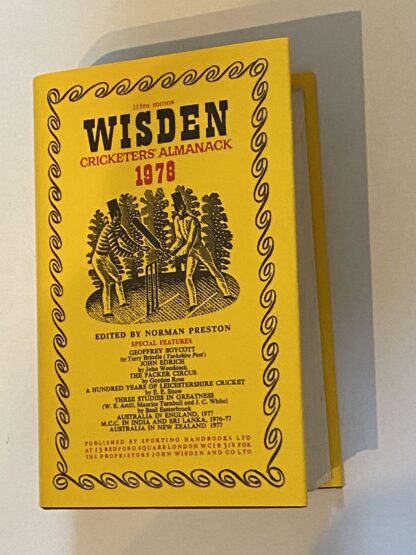 115TH EDITION
WISDEN
CRICKETERS' ALMANACK
1978
EDITED BY NORMAN PRESTON
SPECIAL FEATURES
GEOFFREY BOYCOTT
by Terry Brindle (Yorkshire Post)
JOHN EDRICH
by John Woodcock
THE PACKER CIRCUS
by Gordon Ross
A HUNDRED YEARS OF LEICESTERSHIRE CRICKET
by E. E. Snow
THREE STUDIES IN GREATNESS
(W. E. Astill, Maurice Turnbull and J. C. White)
by Basil Easterbrook
AUSTRALIA IN ENGLAND, 1977
M.C.C. IN INDIA AND SRI LANKA, 1976-77
AUSTRALIA IN NEW ZEALAND 1977
PUBLISHED BY SPORTING HANDBOOKS LTD
AT 13 BEDFORD SQUARE LONDON WC1B 3JE FOR
THE PROPRIETORS JOHN WISDEN AND CO LTD